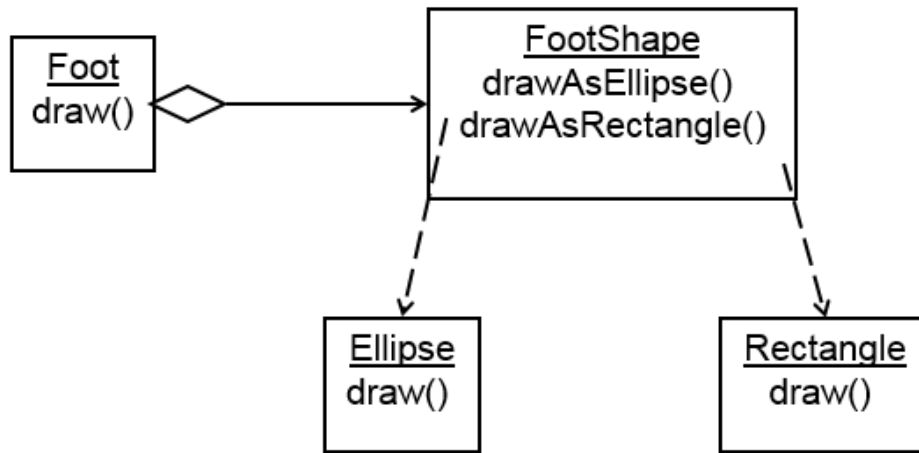 Foot
draw()
FootShape
drawAsEllipse()
drawAsRectangle()
Ellipse
draw()
Rectangle
draw()